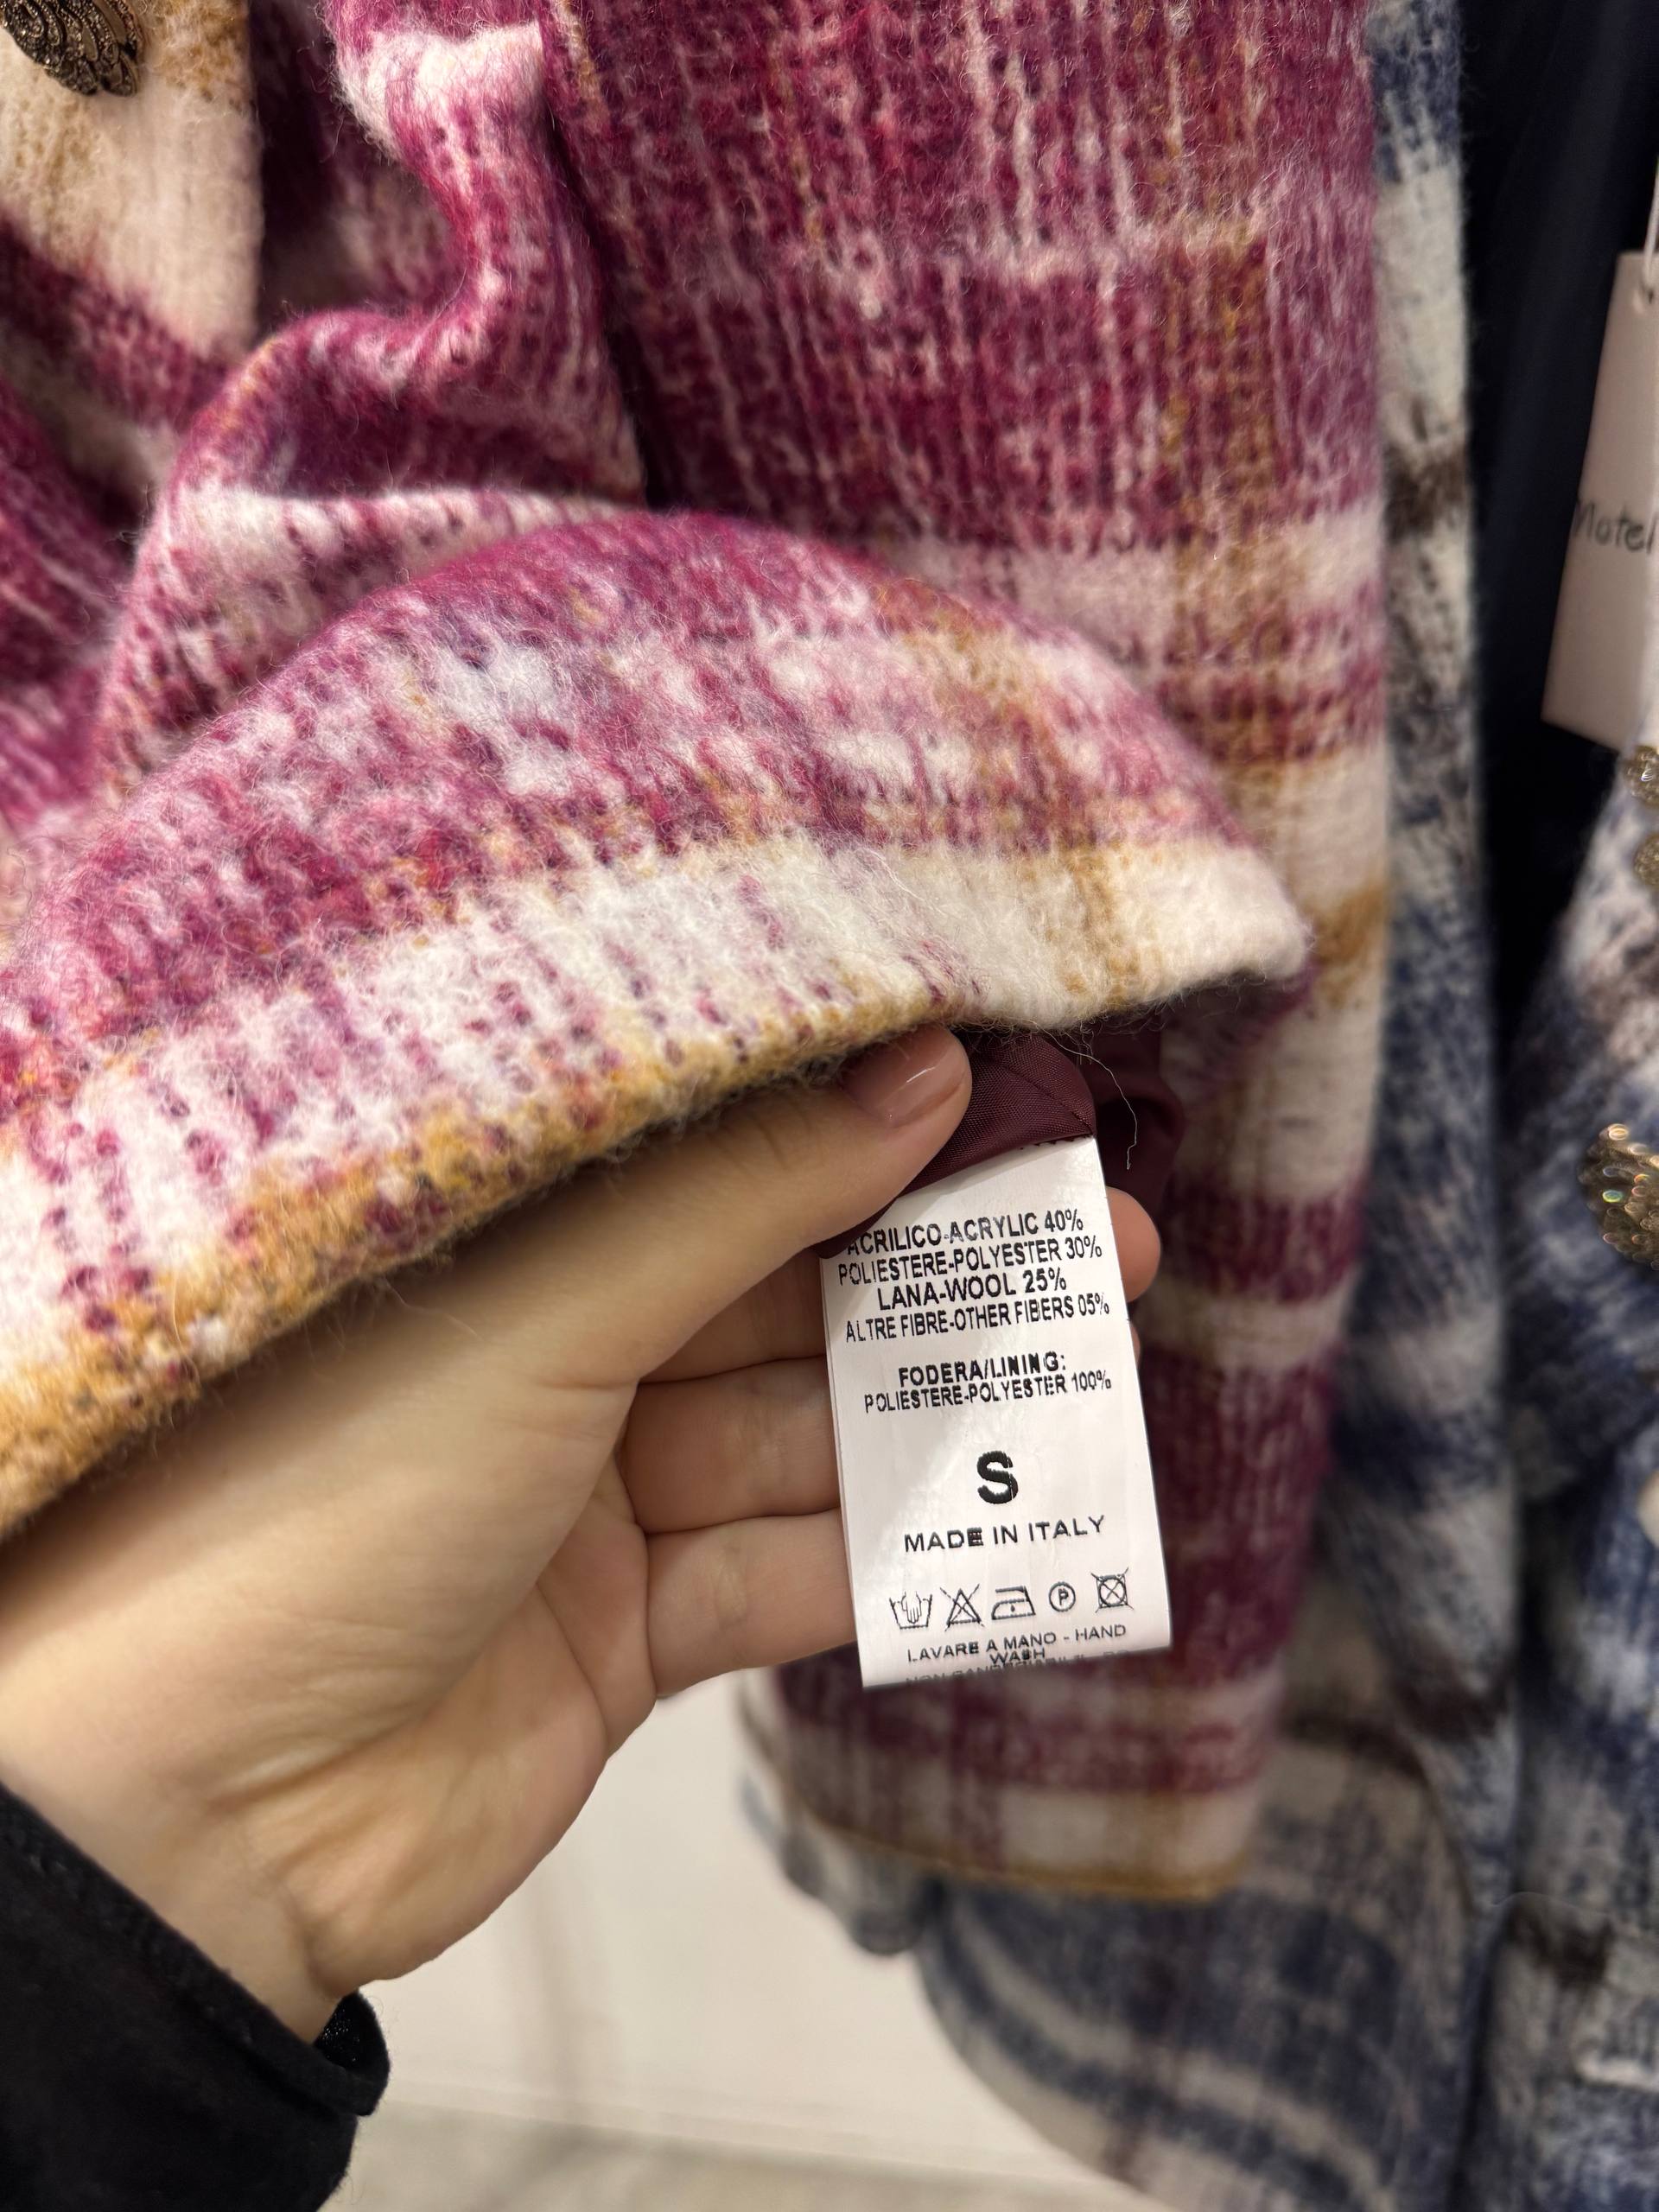 ACRILICO-ACRYLIC 40%
POLIESTERE-POLYESTER 30%
LANA-WOOL 25%
ALTRE FIBRE-OTHER FIBERS 05%
FODERA/LINING:
POLIESTERE-POLYESTER 100%
S
MADE IN ITALY
P
LAVARE A MANO - HAND
WASH
Motel